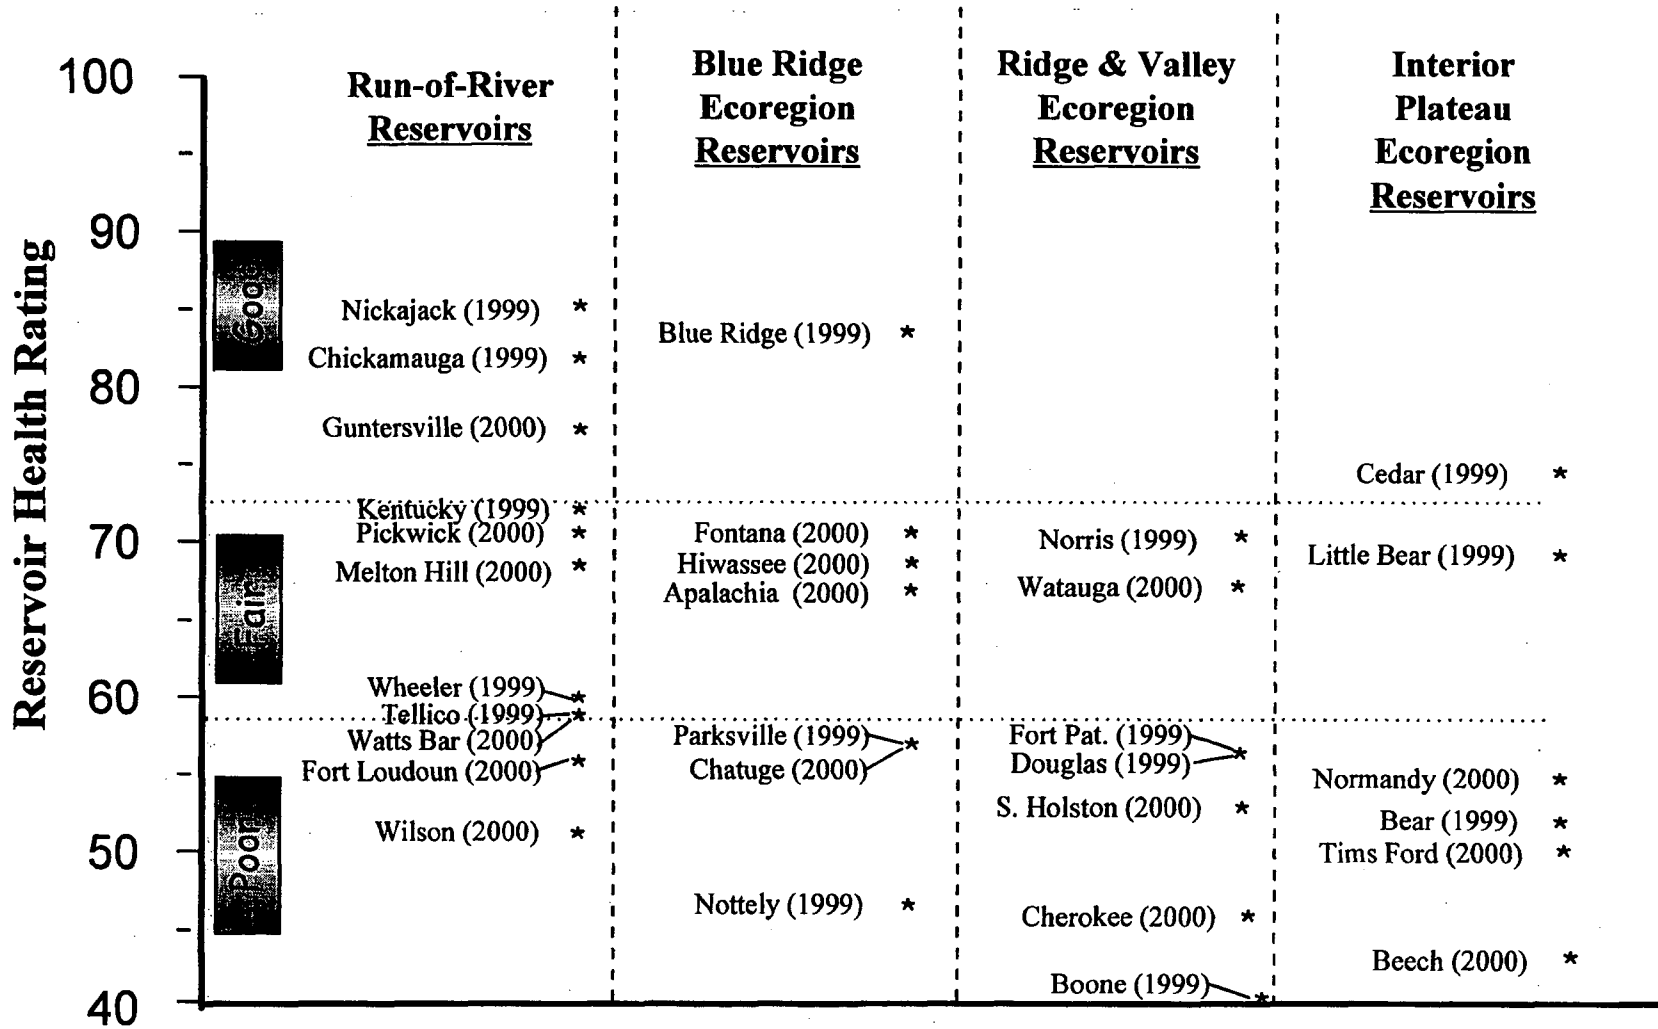 Reservoir Health Rating
100
90
80
70
60
50
40
Good
Fair
Poor
Run-of-River
Reservoirs
Nickajack (1999) *
Chickamauga (1999) *
Guntersville (2000) *
Kentucky (1999) *
Pickwick (2000) *
Melton Hill (2000) *
Wheeler (1999) *
Tellico (1999) *
Watts Bar (2000)
Fort Loudoun (2000) *
Wilson (2000) *
Blue Ridge
Ecoregion
Reservoirs
Blue Ridge (1999) *
Fontana (2000) *
Hiwassee (2000) *
Apalachia (2000) *
Parksville (1999) *
Chatuge (2000)
Nottely (1999) *
Ridge & Valley
Ecoregion
Reservoirs
Norris (1999) *
Watauga (2000) *
Fort Pat. (1999) *
Douglas (1999)
S. Holston (2000) *
Cherokee (2000) *
Boone (1999) *
Interior
Plateau
Ecoregion
Reservoirs
Cedar (1999) *
Little Bear (1999) *
Normandy (2000) *
Bear (1999) *
Tims Ford (2000) *
Beech (2000) *